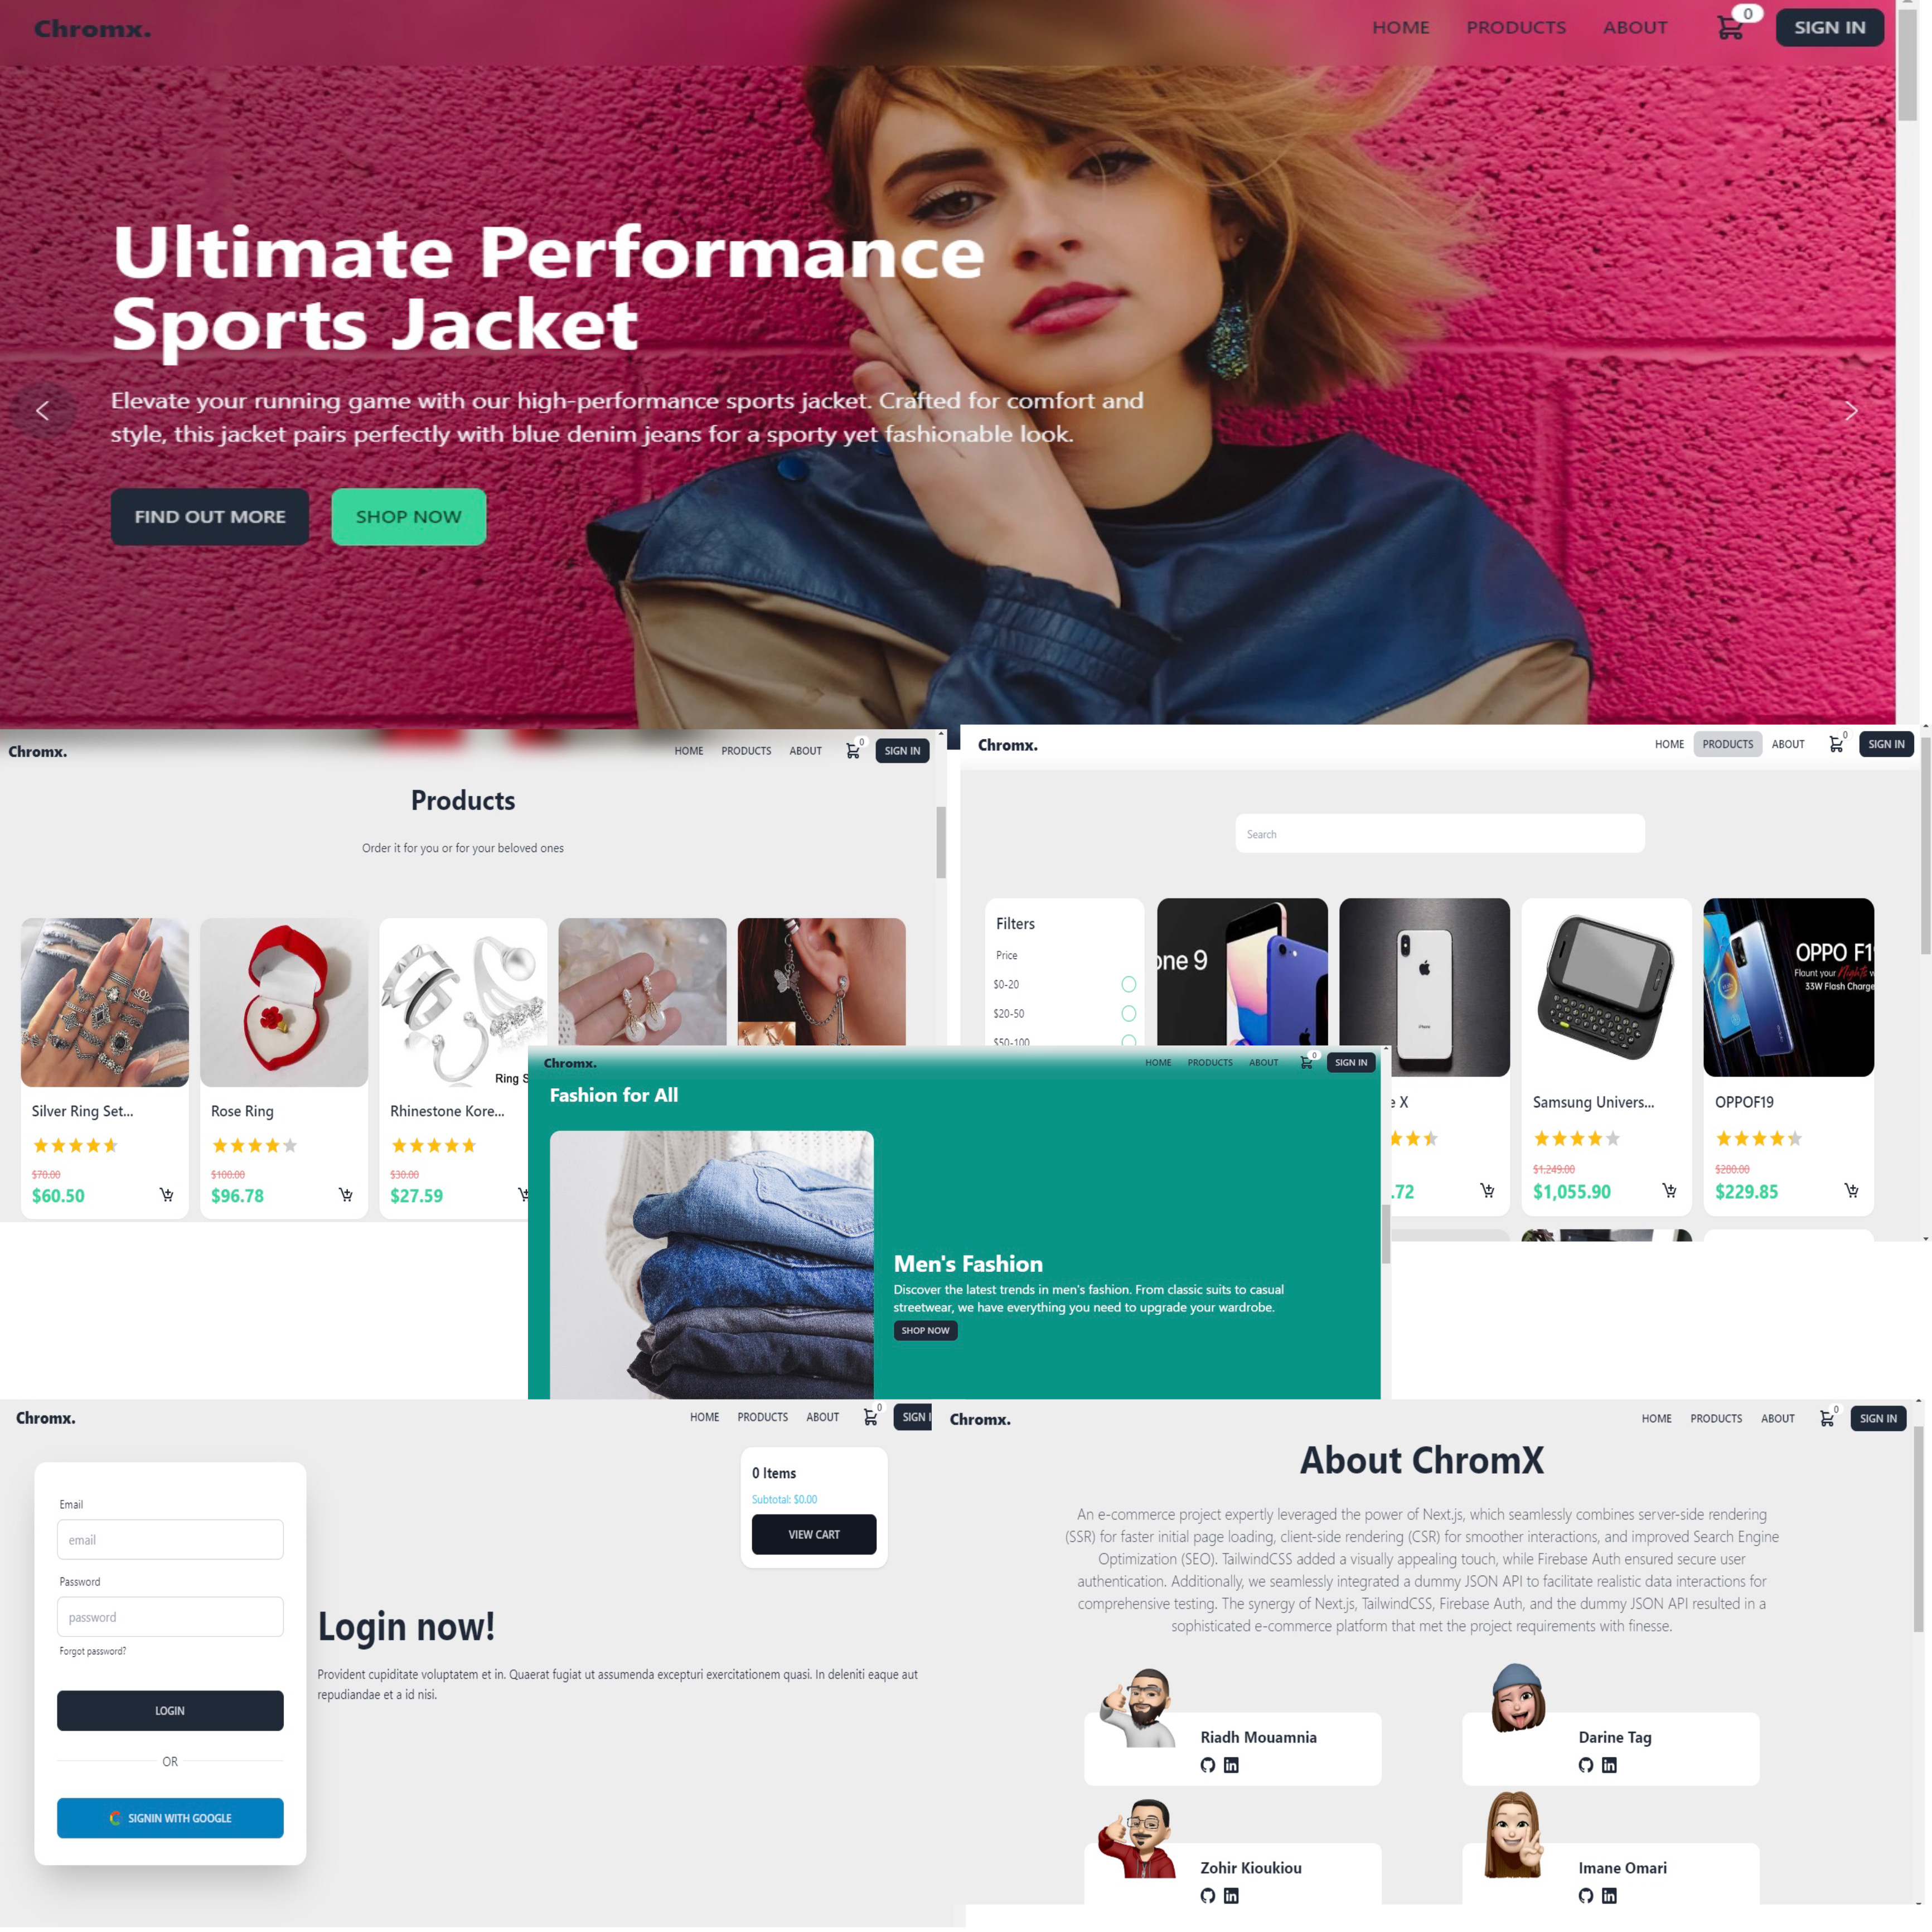 Chromx.
HOME PRODUCTS ABOUT 0 SIGN IN
Ultimate Performance
Sports Jacket
Elevate your running game with our high-performance sports jacket. Crafted for comfort and
style, this jacket pairs perfectly with blue denim jeans for a sporty yet fashionable look.
FIND OUT MORE SHOP NOW
Chromx.
HOME PRODUCTS ABOUT 0 SIGN IN
Products
Order it for you or for your beloved ones
Ring S
Silver Ring Set...
Rose Ring
Rhinestone Kore...
$70.00
$100.00
$30.00
$60.50
$96.78
$27.59
Chromx.
HOME PRODUCTS ABOUT 0 SIGN IN
Search
Filters
Price
$0-20
$20-50
$50-100
one 9
iPhone
OPPO F1
Flaunt your Nights w
33W Flash Charge
e X
Samsung Univers...
OPPOF19
$1,249.00
$280.00
.72
$1,055.90
$229.85
Chromx.
HOME PRODUCTS ABOUT 0 SIGN IN
Fashion for All
Men's Fashion
Discover the latest trends in men's fashion. From classic suits to casual
streetwear, we have everything you need to upgrade your wardrobe.
SHOP NOW
Chromx.
HOME PRODUCTS ABOUT 0 SIGN I
0 Items
Subtotal: $0.00
VIEW CART
Email
email
Password
password
Forgot password?
LOGIN
OR
SIGNIN WITH GOOGLE
Login now!
Provident cupiditate voluptatem et in. Quaerat fugiat ut assumenda excepturi exercitationem quasi. In deleniti eaque aut
repudiandae et a id nisi.
Chromx.
HOME PRODUCTS ABOUT 0 SIGN IN
About ChromX
An e-commerce project expertly leveraged the power of Next.js, which seamlessly combines server-side rendering
(SSR) for faster initial page loading, client-side rendering (CSR) for smoother interactions, and improved Search Engine
Optimization (SEO). TailwindCSS added a visually appealing touch, while Firebase Auth ensured secure user
authentication. Additionally, we seamlessly integrated a dummy JSON API to facilitate realistic data interactions for
comprehensive testing. The synergy of Next.js, TailwindCSS, Firebase Auth, and the dummy JSON API resulted in a
sophisticated e-commerce platform that met the project requirements with finesse.
Riadh Mouamnia
in
Darine Tag
in
Zohir Kioukiou
in
Imane Omari
in